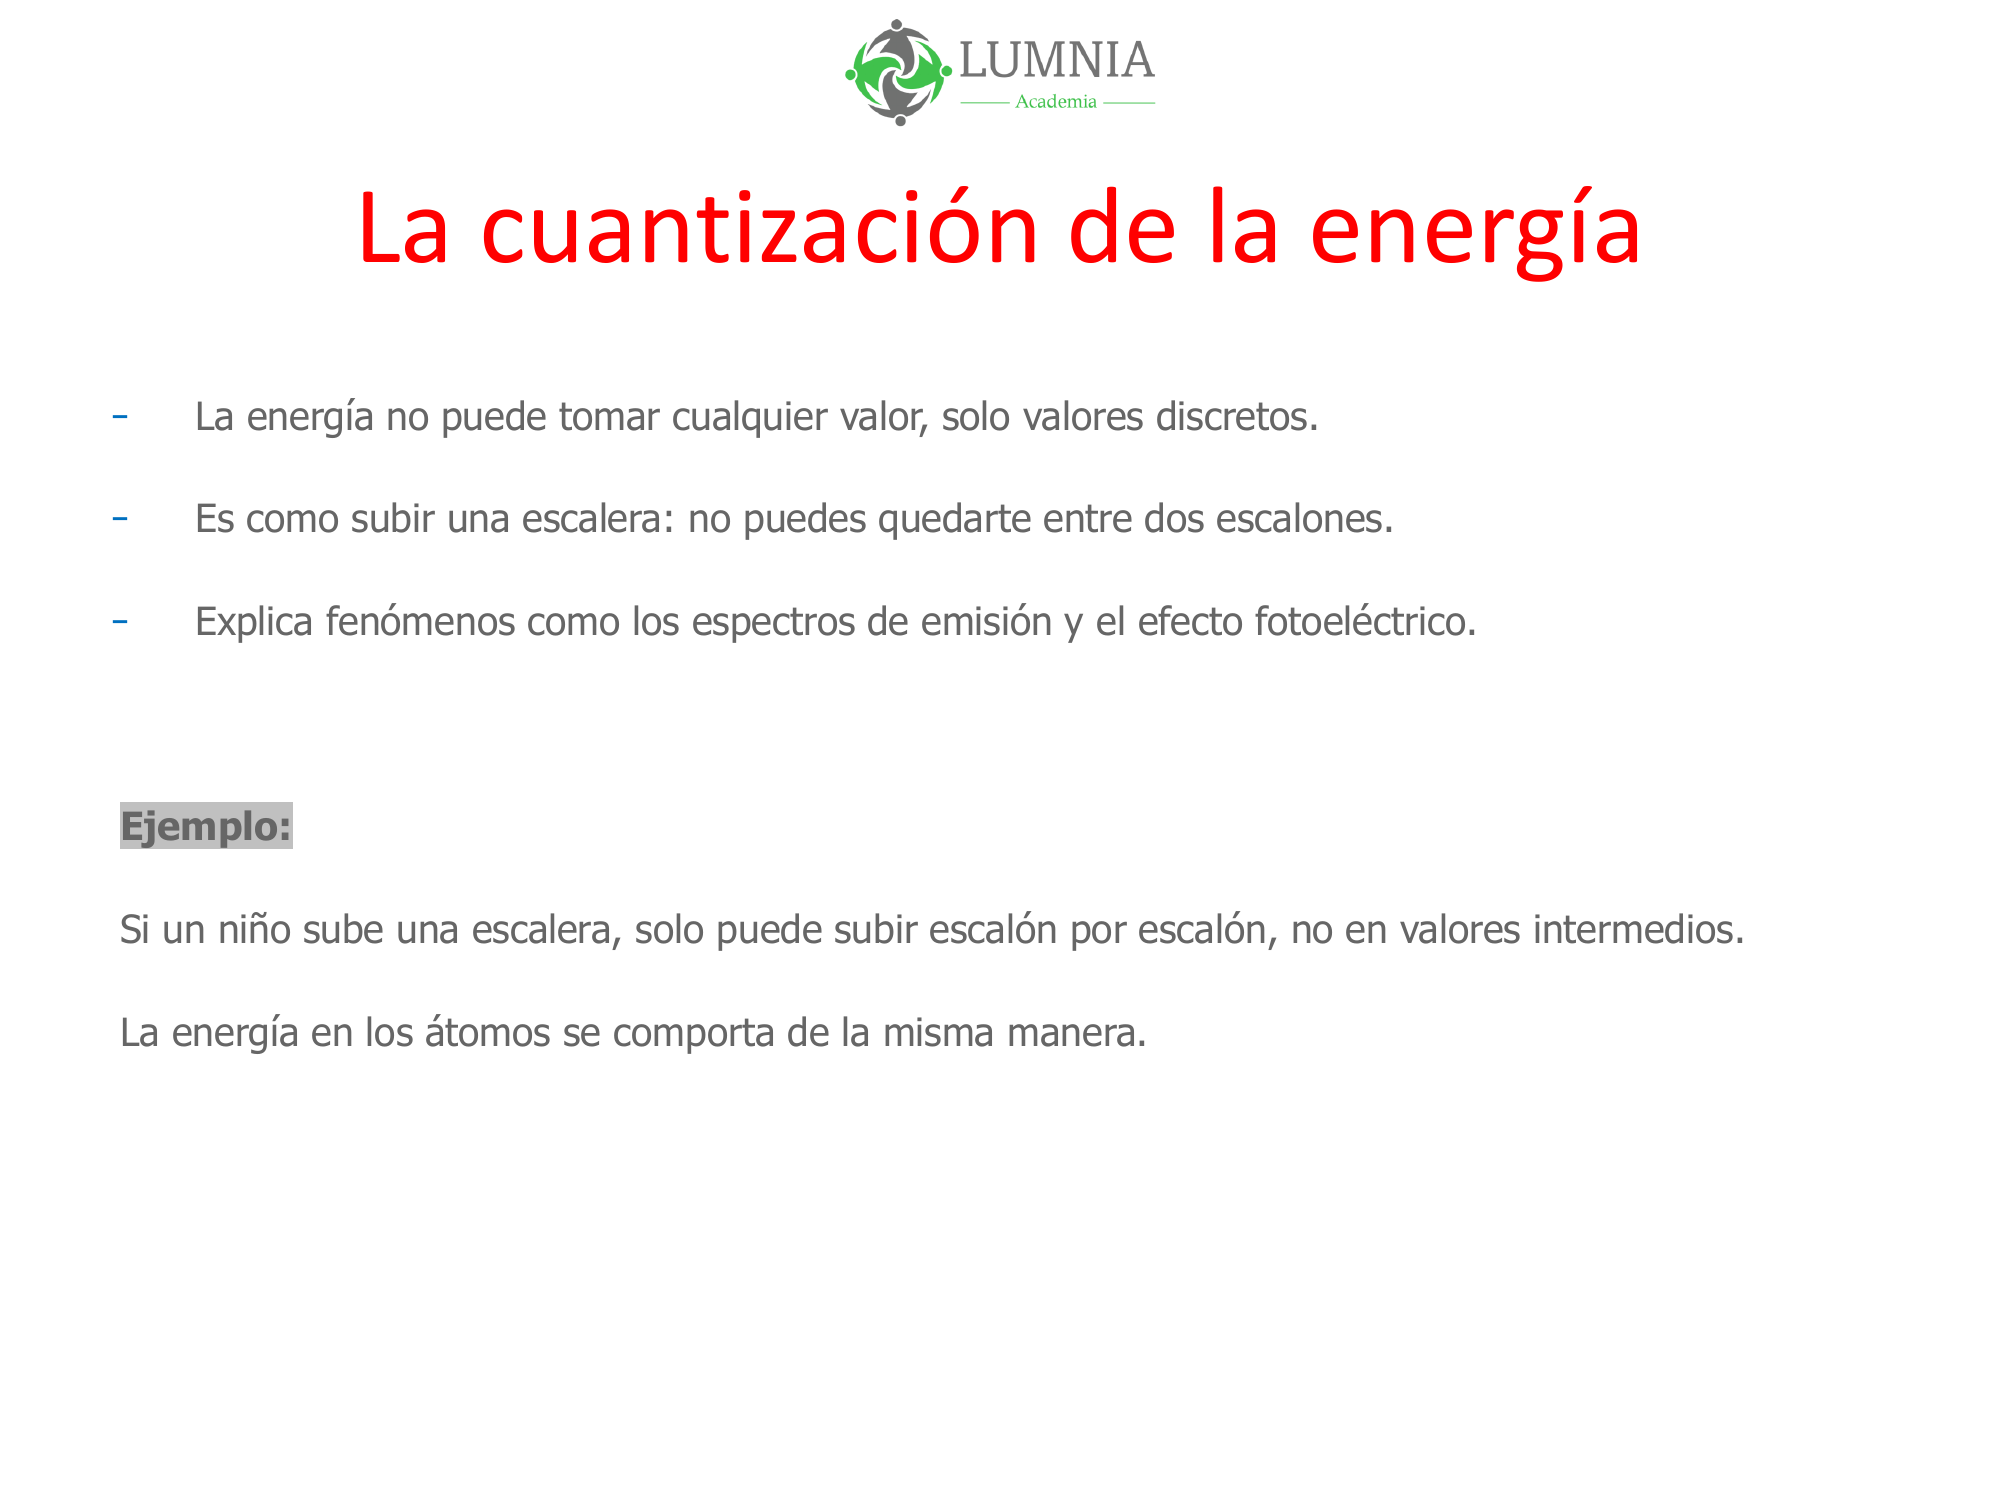 LUMNIA
Academia
La cuantización de la energía
- La energía no puede tomar cualquier valor, solo valores discretos.
- Es como subir una escalera: no puedes quedarte entre dos escalones.
- Explica fenómenos como los espectros de emisión y el efecto fotoeléctrico.
Ejemplo:
Si un niño sube una escalera, solo puede subir escalón por escalón, no en valores intermedios.
La energía en los átomos se comporta de la misma manera.